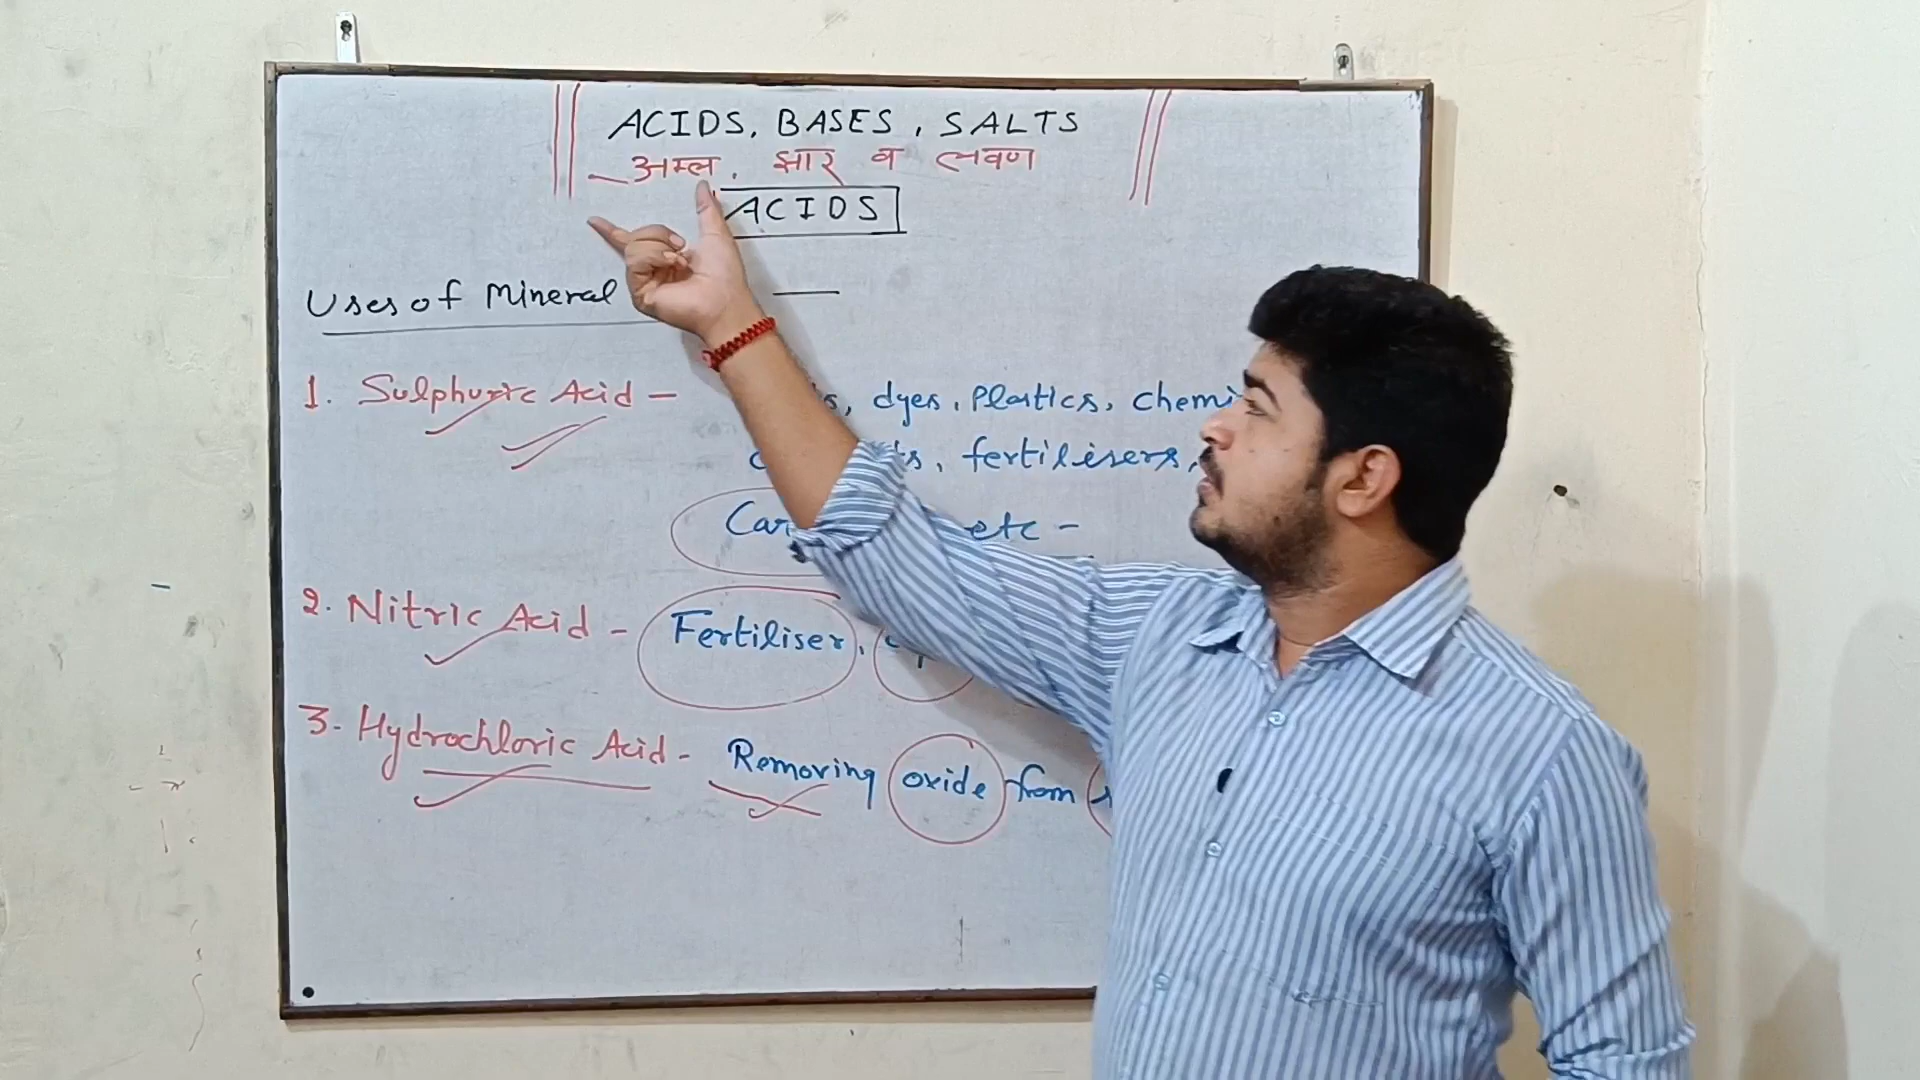 ACIDS, BASES, SALTS
अम्ल, क्षार व लवण
ACIDS
Uses of Mineral
1. Sulphuric Acid - dyes, Plastics, chemi
fertilisers,
Car etc -
2. Nitric Acid - Fertiliser,
3. Hydrochloric Acid - Removing oxide from